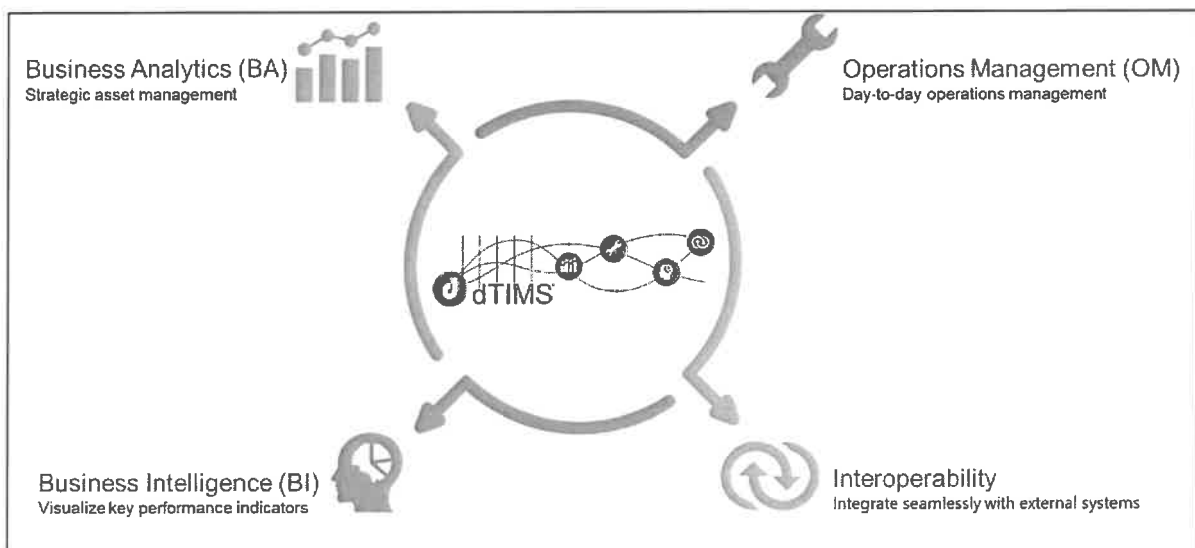 Business Analytics (BA)
Strategic asset management
Operations Management (OM)
Day-to-day operations management
dTIMS
Business Intelligence (BI)
Visualize key performance indicators
Interoperability
Integrate seamlessly with external systems